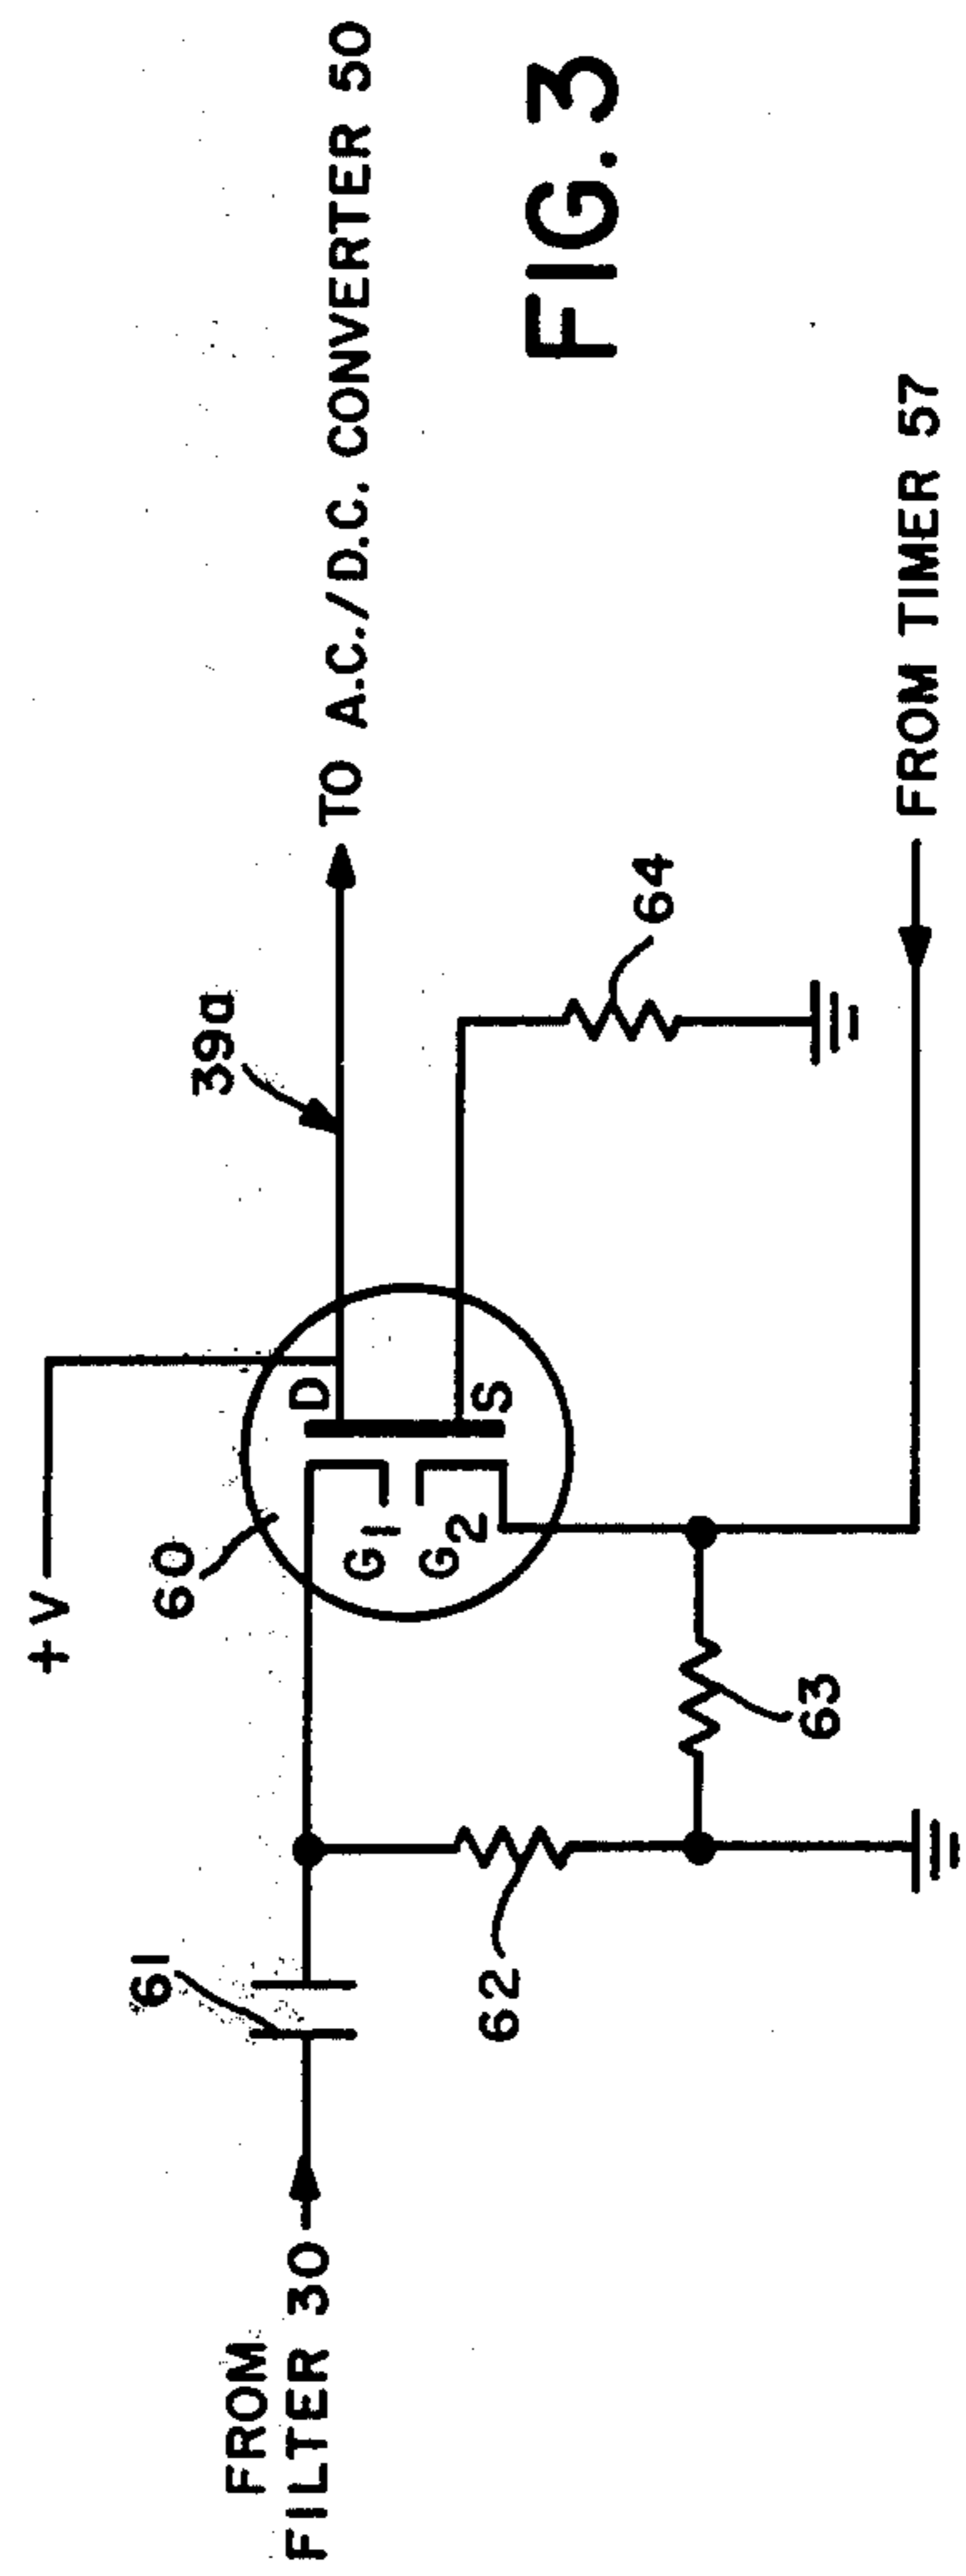 +V
39a
TO A.C./D.C. CONVERTER 50
60
D
61
G1
S
FROM
FILTER 30
G2
64
62
63
FROM TIMER 57
FIG. 3